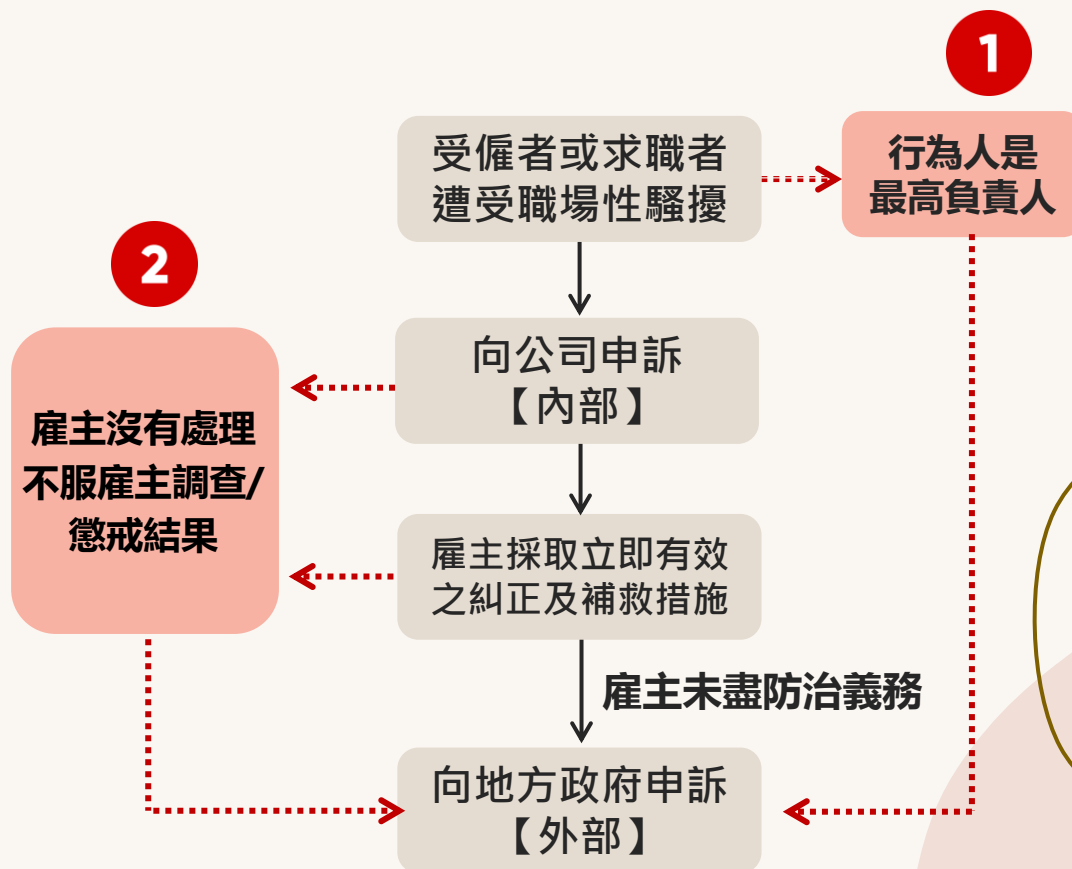 1
受僱者或求職者
遭受職場性騷擾
行為人是
最高負責人
2
向公司申訴
【內部】
雇主沒有處理
不服雇主調查/
懲戒結果
雇主採取立即有效
之糾正及補救措施
雇主未盡防治義務
向地方政府申訴
【外部】